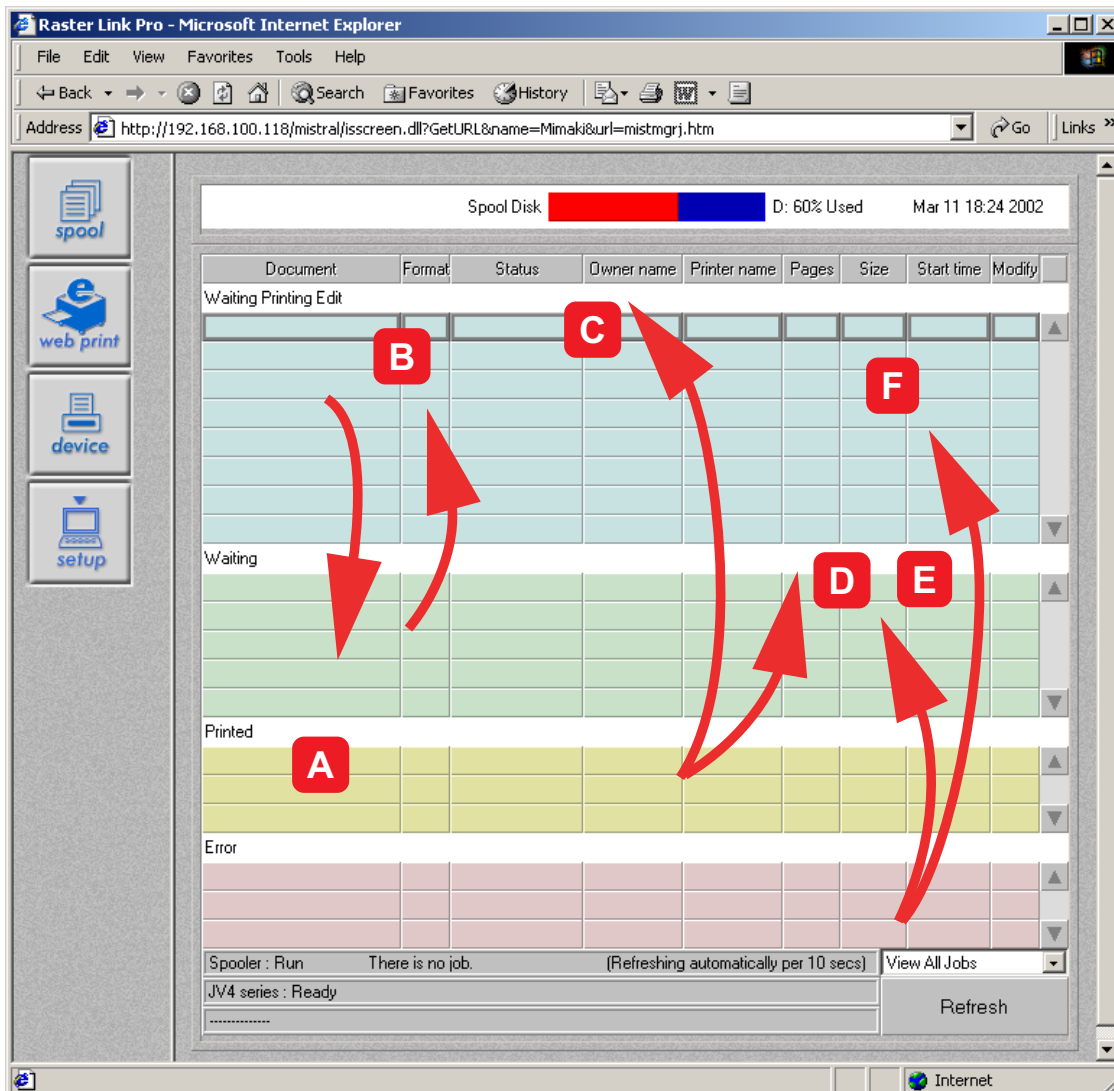 Raster Link Pro - Microsoft Internet Explorer
File Edit View Favorites Tools Help
Back Search Favorites History
Address http://192.168.100.118/mistral/isscreen.dll?GetURL&name=Mimaki&url=mistmgrj.htm Go Links »
spool
web print
device
setup
Spool Disk D: 60% Used Mar 11 18:24 2002
Document Format Status Owner name Printer name Pages Size Start time Modify
Waiting Printing Edit
C
B
F
Waiting
D E
Printed
A
Error
Spooler : Run There is no job. (Refreshing automatically per 10 secs) View All Jobs
JV4 series : Ready
Refresh
--------------
Internet